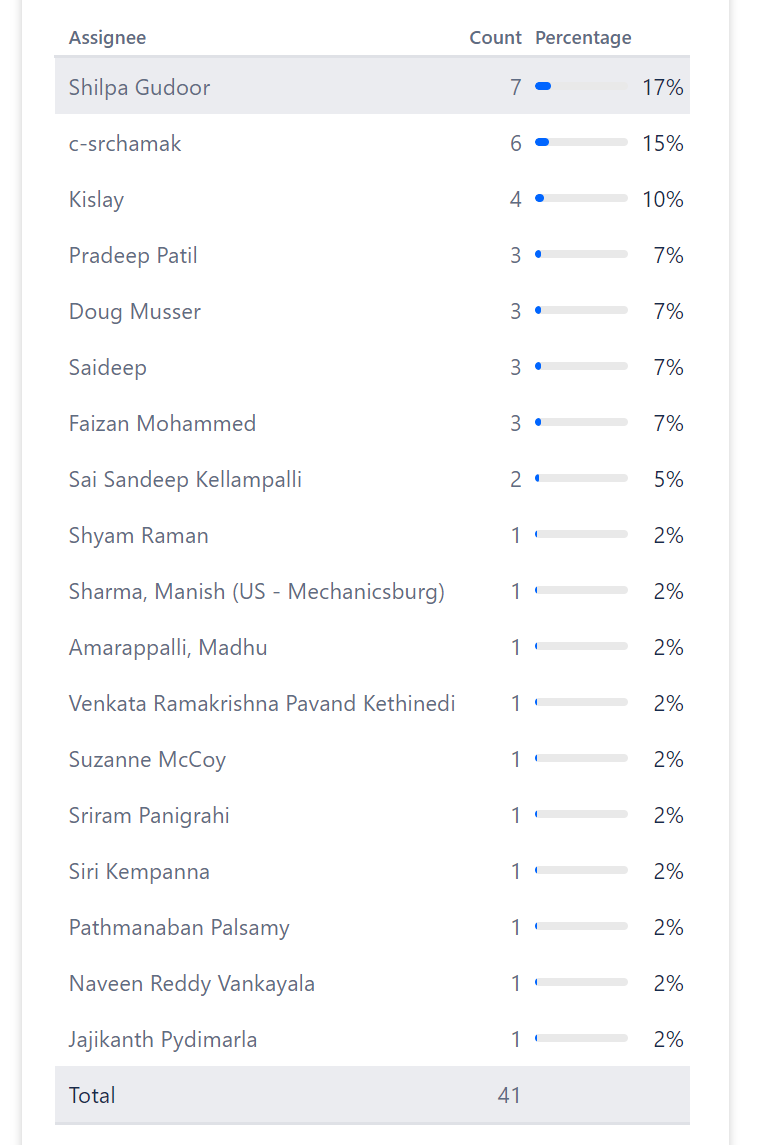 Assignee Count Percentage
Shilpa Gudoor 7 17%
c-srchamak 6 15%
Kislay 4 10%
Pradeep Patil 3 7%
Doug Musser 3 7%
Saideep 3 7%
Faizan Mohammed 3 7%
Sai Sandeep Kellampalli 2 5%
Shyam Raman 1 2%
Sharma, Manish (US - Mechanicsburg) 1 2%
Amarappalli, Madhu 1 2%
Venkata Ramakrishna Pavand Kethinedi 1 2%
Suzanne McCoy 1 2%
Sriram Panigrahi 1 2%
Siri Kempanna 1 2%
Pathmanaban Palsamy 1 2%
Naveen Reddy Vankayala 1 2%
Jajikanth Pydimarla 1 2%
Total 41